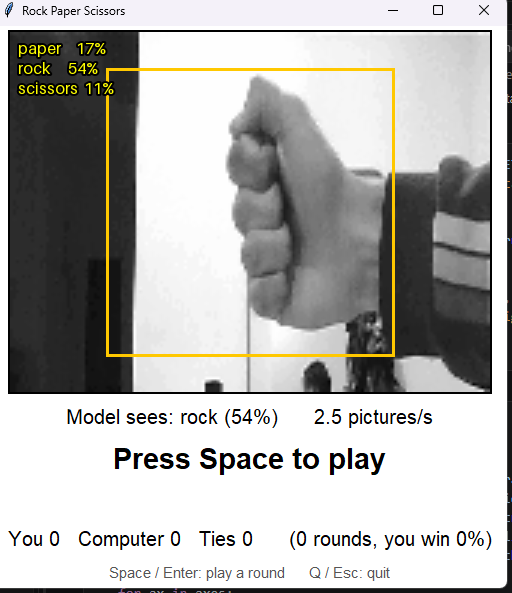 Rock Paper Scissors
paper 17%
rock 54%
scissors 11%
Model sees: rock (54%) 2.5 pictures/s
Press Space to play
You 0 Computer 0 Ties 0 (0 rounds, you win 0%)
Space / Enter: play a round Q / Esc: quit